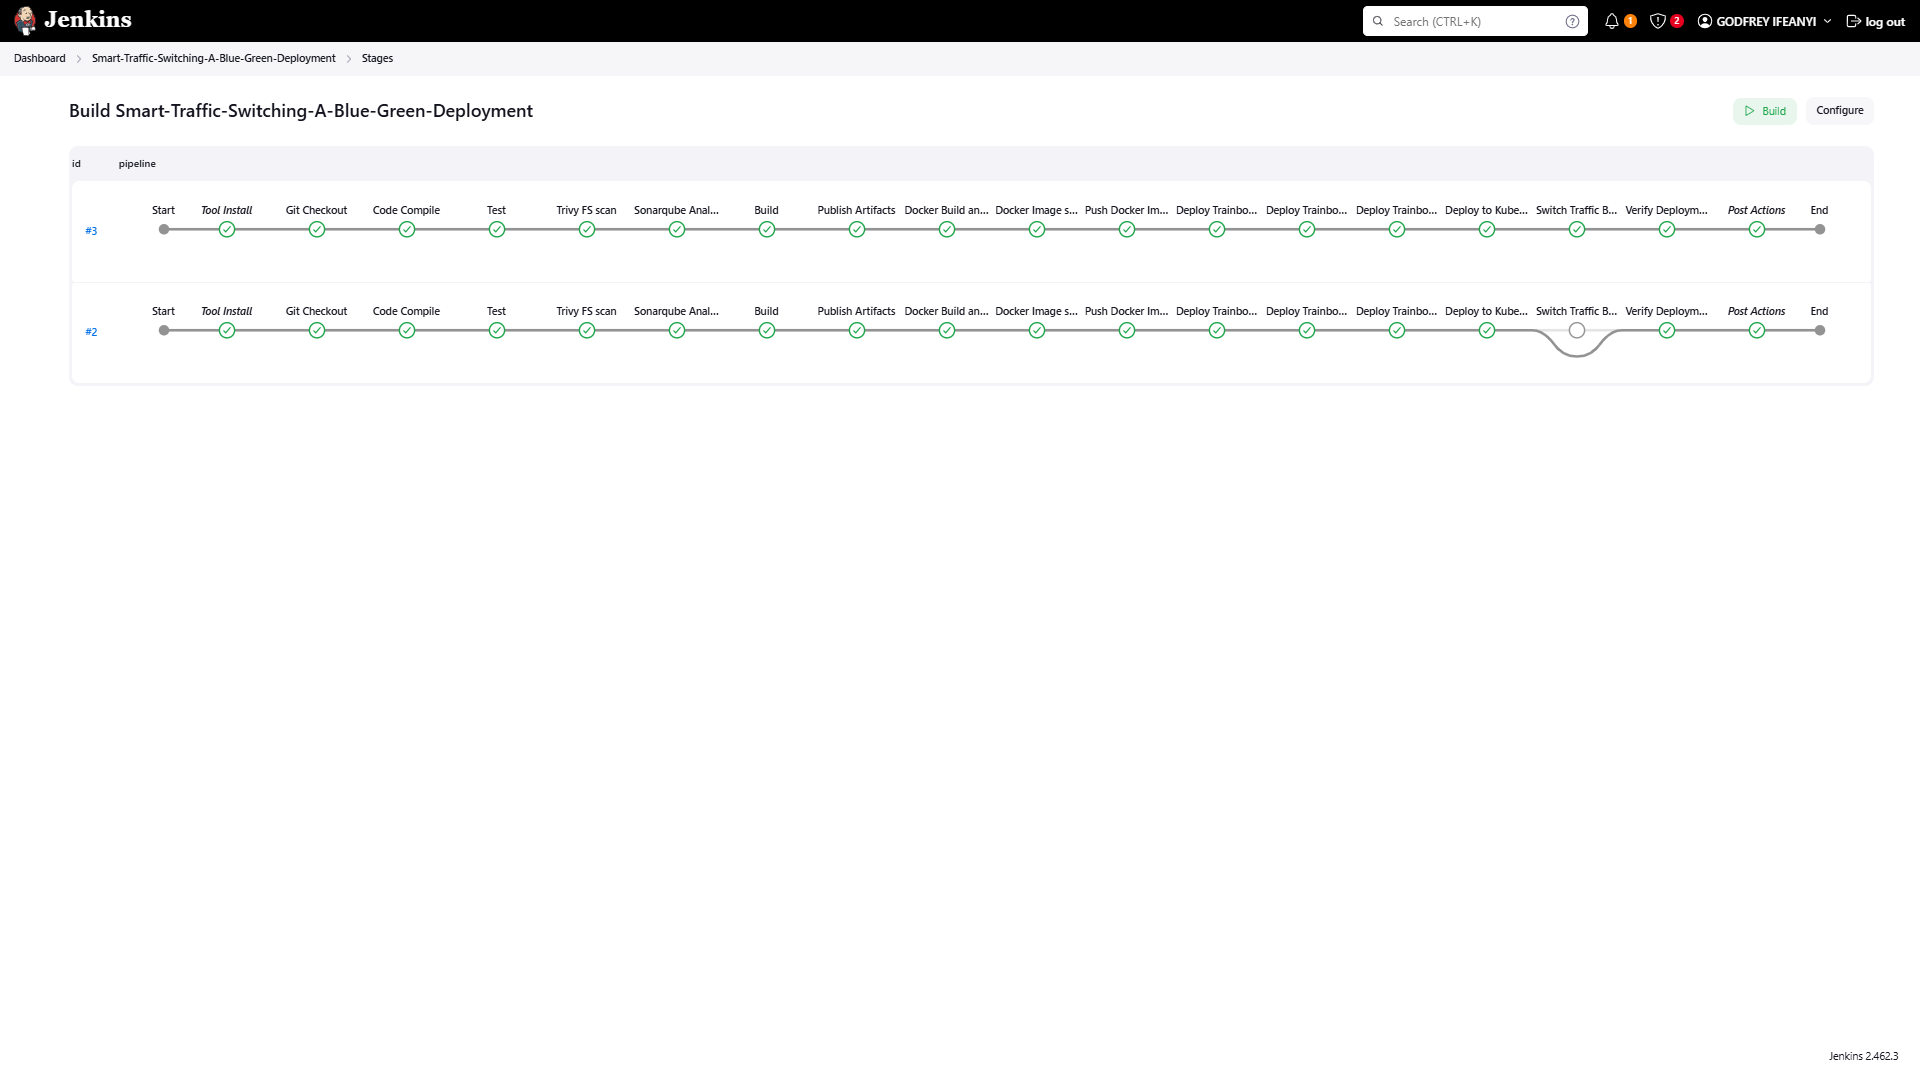 Jenkins
Search (CTRL+K)
?
1
2
GODFREY IFEANYI
log out
Dashboard
Smart-Traffic-Switching-A-Blue-Green-Deployment
Stages
Build Smart-Traffic-Switching-A-Blue-Green-Deployment
Build
Configure
id pipeline
Start Tool Install Git Checkout Code Compile Test Trivy FS scan Sonarqube Anal... Build Publish Artifacts Docker Build an... Docker Image s... Push Docker Im... Deploy Trainbo... Deploy Trainbo... Deploy Trainbo... Deploy to Kube... Switch Traffic B... Verify Deploym... Post Actions End
#3
Start Tool Install Git Checkout Code Compile Test Trivy FS scan Sonarqube Anal... Build Publish Artifacts Docker Build an... Docker Image s... Push Docker Im... Deploy Trainbo... Deploy Trainbo... Deploy Trainbo... Deploy to Kube... Switch Traffic B... Verify Deploym... Post Actions End
#2
Jenkins 2.462.3